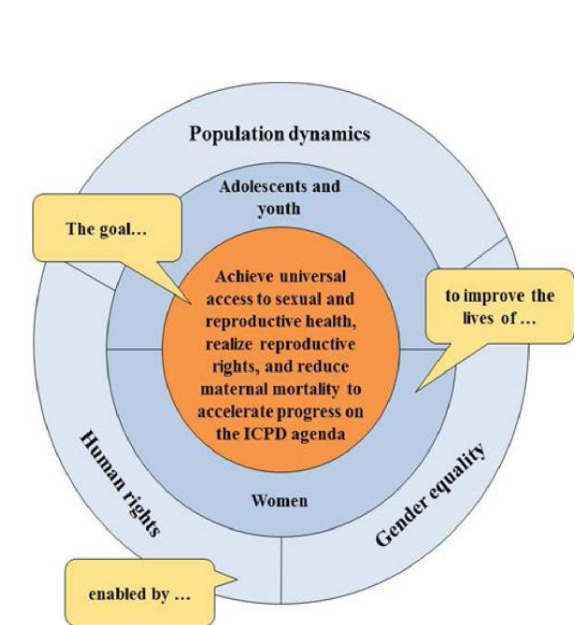 Population dynamics
Adolescents and
youth
The goal...
Achieve universal
access to sexual and
reproductive health,
realize reproductive
rights, and reduce
maternal mortality to
accelerate progress on
the ICPD agenda
to improve the
lives of ...
Human rights
Women
Gender equality
enabled by ...